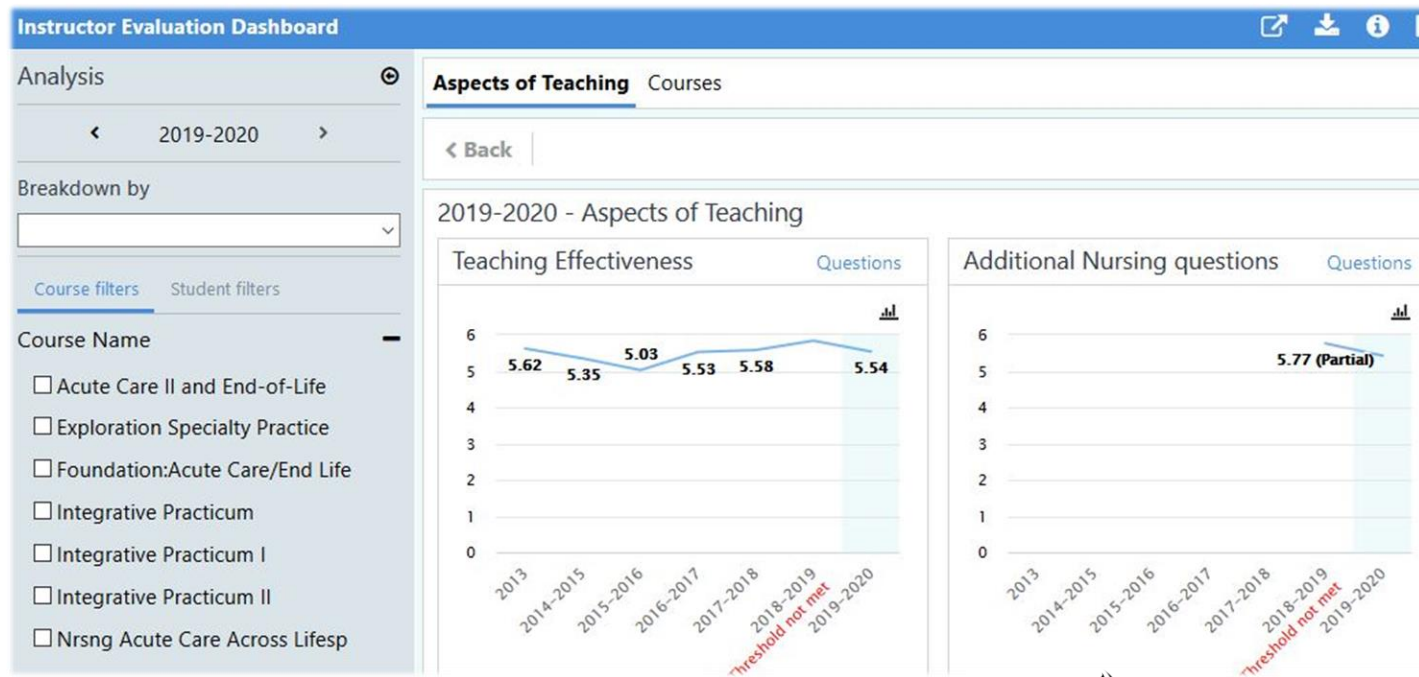 Instructor Evaluation Dashboard
Analysis
2019-2020
Breakdown by
Course filters Student filters
Course Name
Acute Care II and End-of-Life
Exploration Specialty Practice
Foundation:Acute Care/End Life
Integrative Practicum
Integrative Practicum I
Integrative Practicum II
Nrsng Acute Care Across Lifesp
Aspects of Teaching Courses
< Back
2019-2020 - Aspects of Teaching
Teaching Effectiveness Questions
6
5
4
3
2
1
0
5.62
5.35
5.03
5.53
5.58
5.54
2013
2014-2015
2015-2016
2016-2017
2017-2018
2018-2019
Threshold not met
2019-2020
Additional Nursing questions Questions
6
5
4
3
2
1
0
5.77 (Partial)
2013
2014-2015
2015-2016
2016-2017
2017-2018
2018-2019
Threshold not met
2019-2020